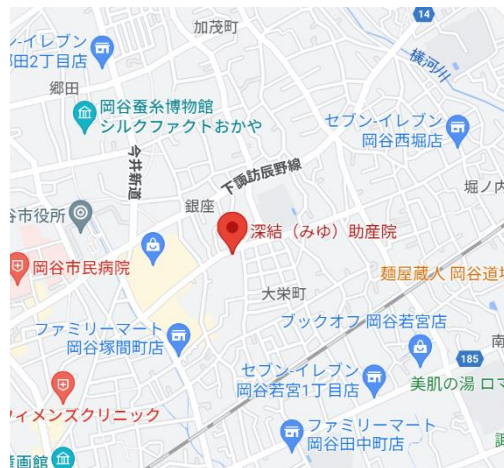 加茂町
14
ン-イレブン
郷田2丁目店
横河川
郷田
岡谷蚕糸博物館
シルクファクトおかや
セブン-イレブン
岡谷西堀店
今井新道
下諏訪辰野線
堀ノ内
銀座
谷市役所
深結（みゆ）助産院
岡谷市民病院
麺屋蔵人 岡谷道場
大栄町
ファミリーマート
岡谷塚間町店
ブックオフ 岡谷若宮店
南
185
セブン-イレブン
岡谷若宮1丁目店
美肌の湯 ロマ
ィメンズクリニック
ファミリーマート
岡谷田中町店
童画館
諏